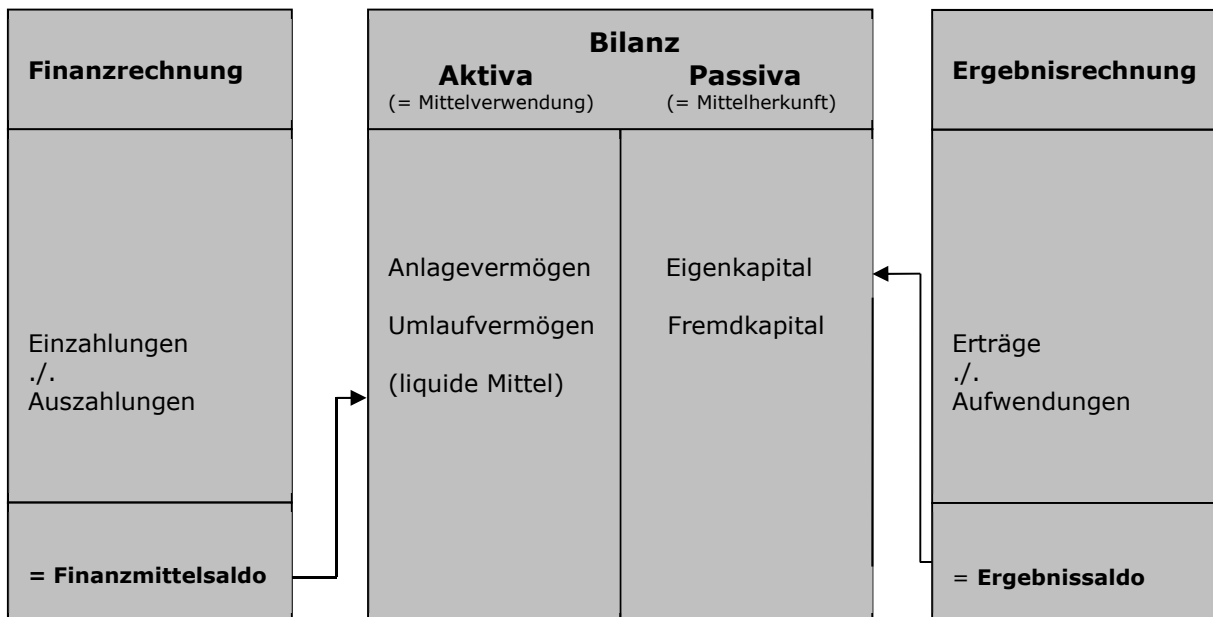 Finanzrechnung
Einzahlungen
./.
Auszahlungen
= Finanzmittelsaldo
Bilanz
Aktiva
(= Mittelverwendung)
Passiva
(= Mittelherkunft)
Anlagevermögen
Umlaufvermögen
(liquide Mittel)
Eigenkapital
Fremdkapital
Ergebnisrechnung
Erträge
./.
Aufwendungen
= Ergebnissaldo